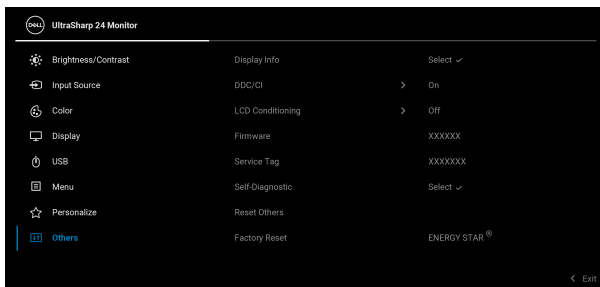 DELL UltraSharp 24 Monitor
Brightness/Contrast Display Info Select ✓
Input Source DDC/CI > On
Color LCD Conditioning > Off
Display Firmware XXXXXX
USB Service Tag XXXXXXX
Menu Self-Diagnostic Select ✓
Personalize Reset Others
Others Factory Reset ENERGY STAR®
< Exit